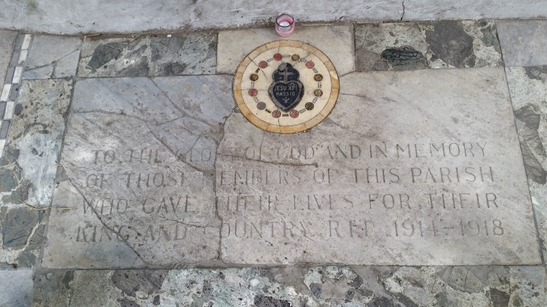 JESU XPI
PASSIO
TO THE GLORY OF GOD AND IN MEMORY
OF THOSE MEMBERS OF THIS PARISH
WHO GAVE THEIR LIVES FOR THEIR
KING AND COUNTRY. R.I.P. 1914-1918